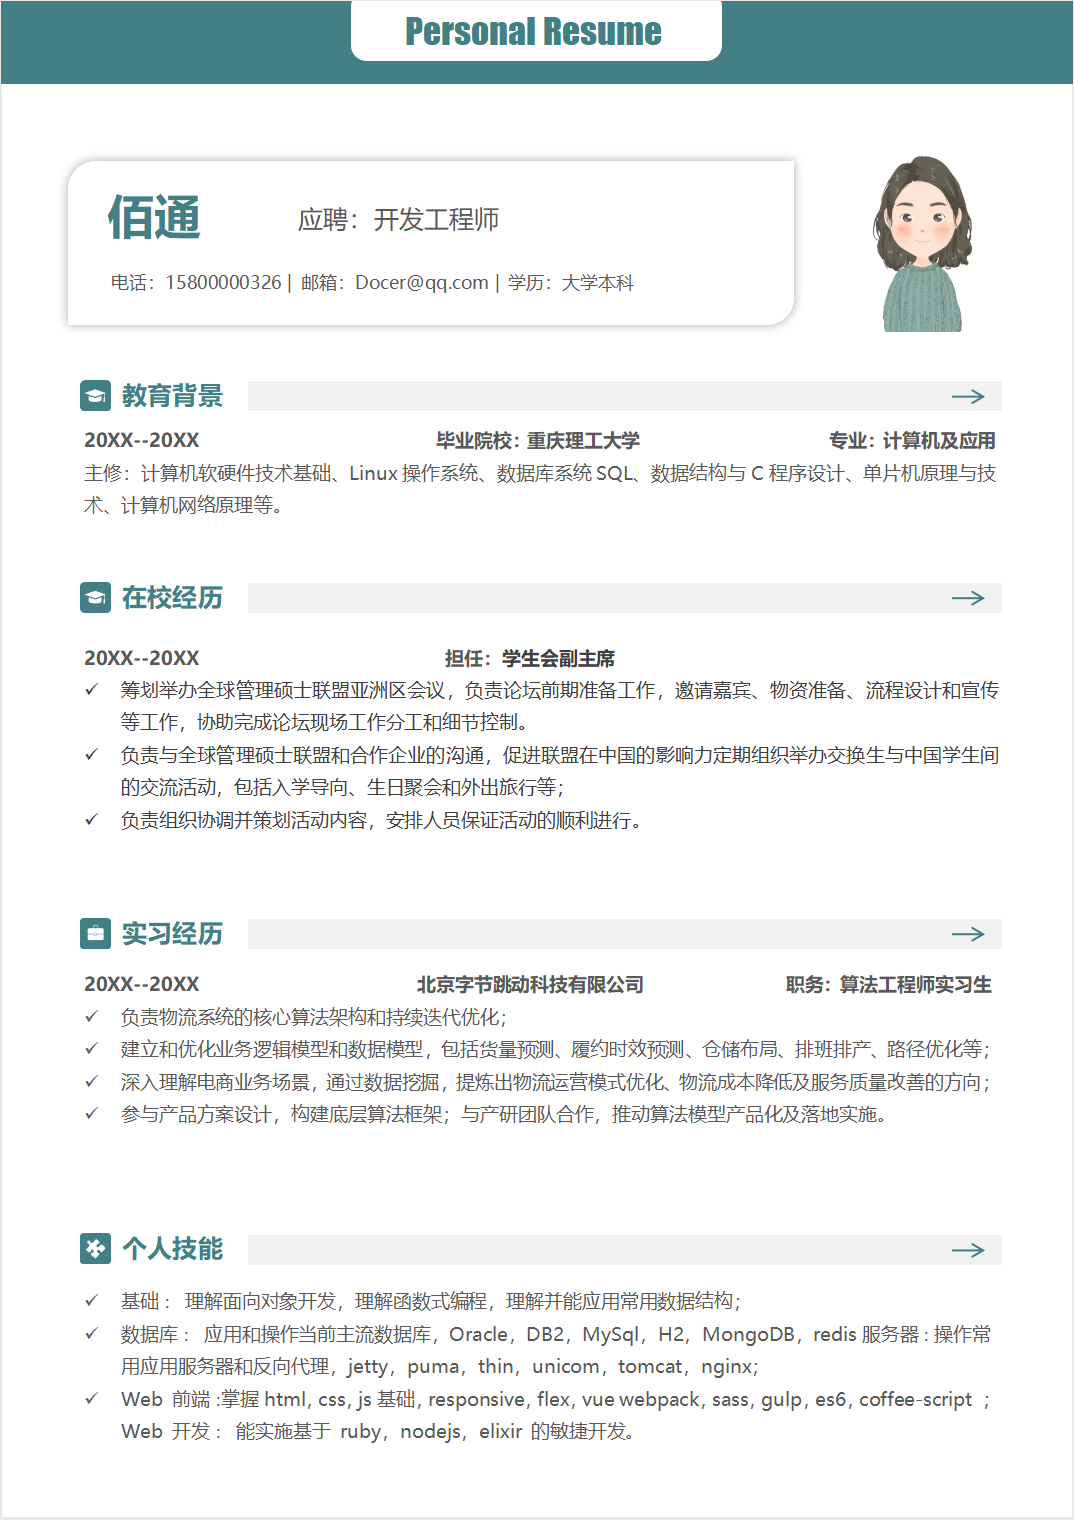 Personal Resume
佰通 应聘：开发工程师
电话：15800000326 | 邮箱：Docer@qq.com | 学历：大学本科
教育背景
20XX--20XX 毕业院校：重庆理工大学 专业：计算机及应用
主修：计算机软硬件技术基础、Linux 操作系统、数据库系统 SQL、数据结构与 C 程序设计、单片机原理与技
术、计算机网络原理等。
在校经历
20XX--20XX 担任：学生会副主席
✓ 筹划举办全球管理硕士联盟亚洲区会议，负责论坛前期准备工作，邀请嘉宾、物资准备、流程设计和宣传
等工作，协助完成论坛现场工作分工和细节控制。
✓ 负责与全球管理硕士联盟和合作企业的沟通，促进联盟在中国的影响力定期组织举办交换生与中国学生间
的交流活动，包括入学导向、生日聚会和外出旅行等；
✓ 负责组织协调并策划活动内容，安排人员保证活动的顺利进行。
实习经历
20XX--20XX 北京字节跳动科技有限公司 职务：算法工程师实习生
✓ 负责物流系统的核心算法架构和持续迭代优化；
✓ 建立和优化业务逻辑模型和数据模型，包括货量预测、履约时效预测、仓储布局、排班排产、路径优化等；
✓ 深入理解电商业务场景，通过数据挖掘，提炼出物流运营模式优化、物流成本降低及服务质量改善的方向；
✓ 参与产品方案设计，构建底层算法框架；与产研团队合作，推动算法模型产品化及落地实施。
个人技能
✓ 基础： 理解面向对象开发，理解函数式编程，理解并能应用常用数据结构；
✓ 数据库： 应用和操作当前主流数据库，Oracle，DB2，MySql，H2，MongoDB，redis 服务器：操作常
用应用服务器和反向代理，jetty，puma，thin，unicom，tomcat，nginx；
✓ Web 前端 :掌握 html, css, js 基础, responsive, flex, vue webpack, sass, gulp, es6, coffee-script ；
Web 开发： 能实施基于 ruby，nodejs，elixir 的敏捷开发。